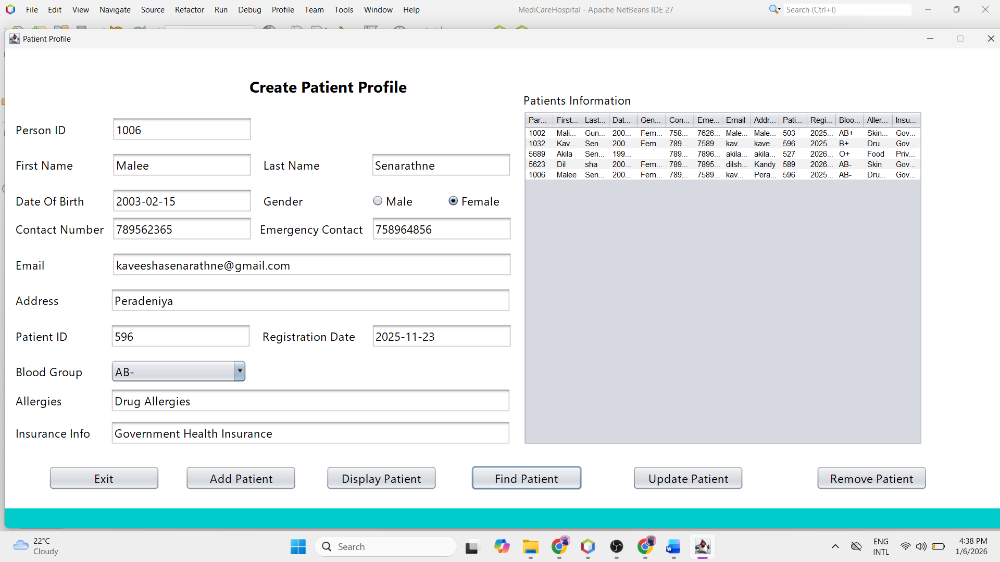 File Edit View Navigate Source Refactor Run Debug Profile Team Tools Window Help MediCareHospital - Apache NetBeans IDE 27 Search (Ctrl+I)
Patient Profile
Create Patient Profile
Patients Information
Person ID 1006
First Name Malee Last Name Senarathne
Date Of Birth 2003-02-15 Gender Male Female
Contact Number 789562365 Emergency Contact 758964856
Email kaveeshasenarathne@gmail.com
Address Peradeniya
Patient ID 596 Registration Date 2025-11-23
Blood Group AB-
Allergies Drug Allergies
Insurance Info Government Health Insurance
Par... First... Last... Dat... Gen... Con... Eme... Email Addr... Pati... Regi... Bloo... Aller... Insu...
1002 Mali... Gun... 200... Fem... 758... 7626... Male... Male... 503 2025... AB+ Skin... Gov...
1032 Kav... Sen... 200... Fem... 789... 7589... kav... kave... 596 2025... B+ Dru... Gov...
5689 Akila Sen... 199... 789... 7896... akila... akila... 527 2026... O+ Food Priv...
5623 Dil sha 200... Fem... 789... 7895... dilsh... Kandy 589 2026... AB- Skin Gov...
1006 Malee Sen... 200... Fem... 789... 7589... kav... Pera... 596 2025... AB- Dru... Gov...
Exit Add Patient Display Patient Find Patient Update Patient Remove Patient
22°C
Cloudy
Search
ENG
INTL
4:38 PM
1/6/2026